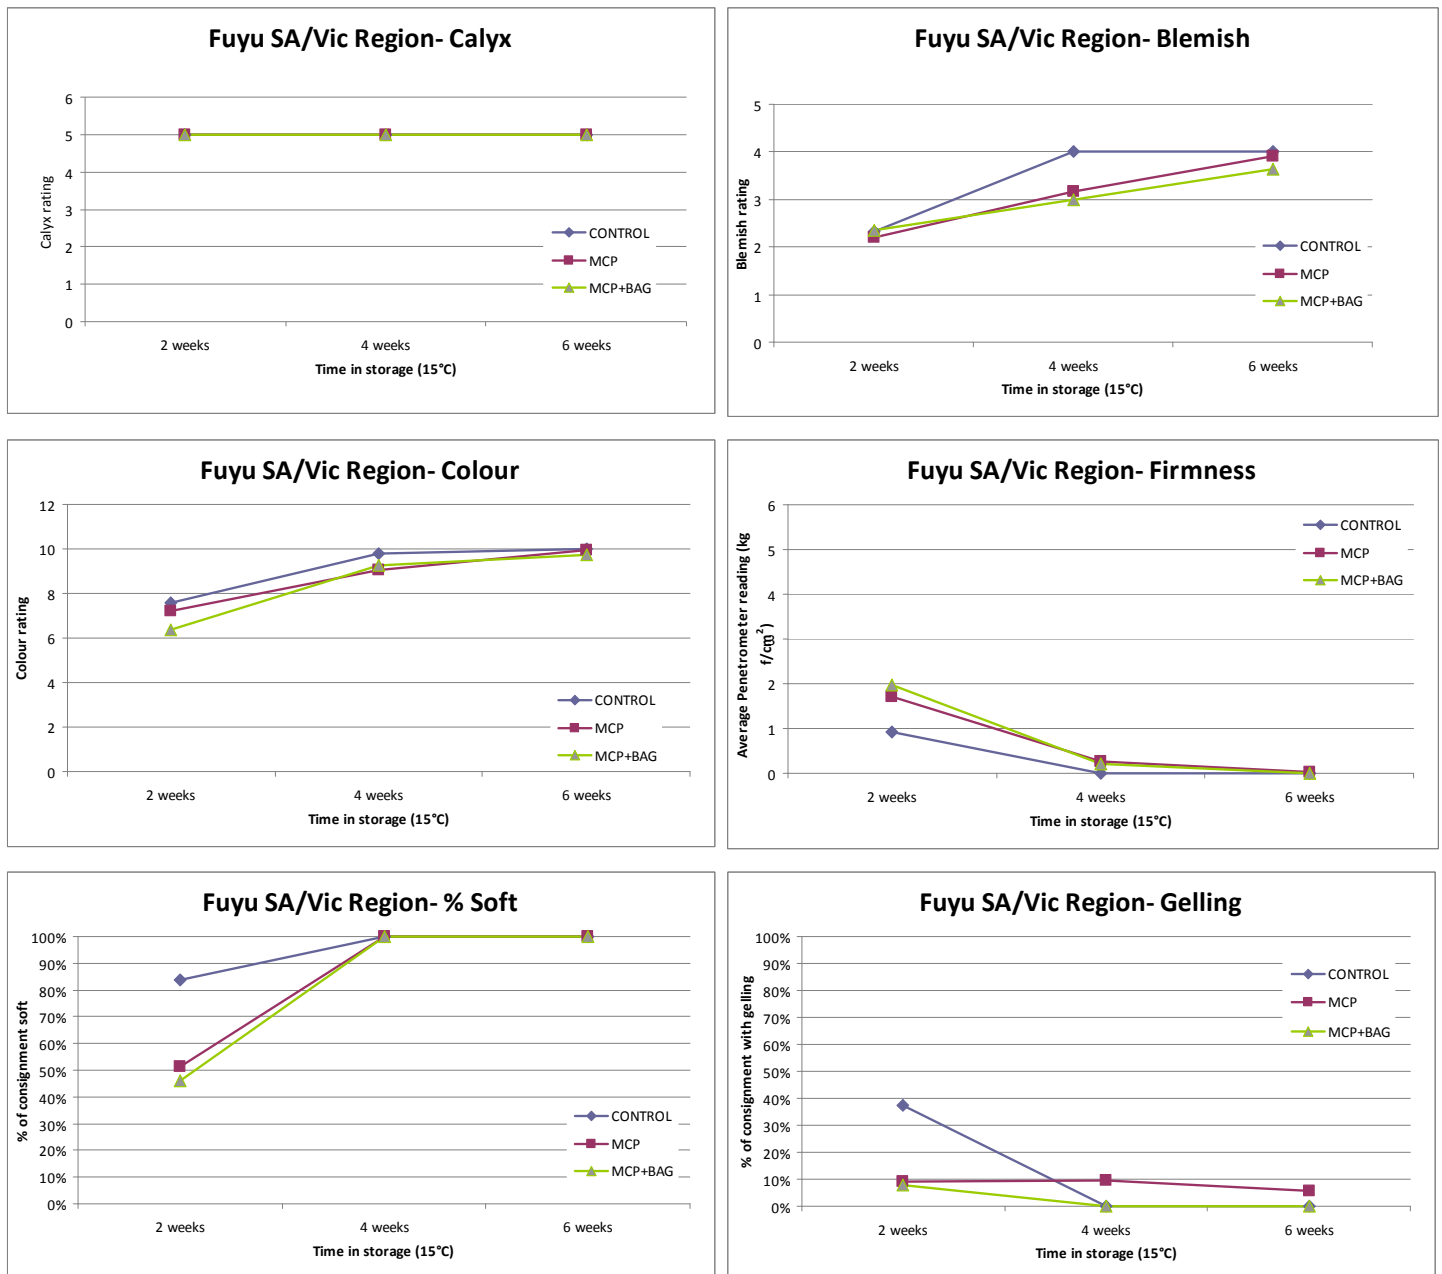 Fuyu SA/Vic Region- Calyx
Calyx rating
6
5
4
3
2
1
0
CONTROL
MCP
MCP+BAG
2 weeks 4 weeks 6 weeks
Time in storage (15°C)
Fuyu SA/Vic Region- Blemish
Blemish rating
5
4
3
2
1
0
CONTROL
MCP
MCP+BAG
2 weeks 4 weeks 6 weeks
Time in storage (15°C)
Fuyu SA/Vic Region- Colour
Colour rating
12
10
8
6
4
2
0
CONTROL
MCP
MCP+BAG
2 weeks 4 weeks 6 weeks
Time in storage (15°C)
Fuyu SA/Vic Region- Firmness
Average Penetrometer reading (kg
f/cm²)
6
5
4
3
2
1
0
CONTROL
MCP
MCP+BAG
2 weeks 4 weeks 6 weeks
Time in storage (15°C)
Fuyu SA/Vic Region- % Soft
% of consignment soft
100%
90%
80%
70%
60%
50%
40%
30%
20%
10%
0%
CONTROL
MCP
MCP+BAG
2 weeks 4 weeks 6 weeks
Time in storage (15°C)
Fuyu SA/Vic Region- Gelling
% of consignment with gelling
100%
90%
80%
70%
60%
50%
40%
30%
20%
10%
0%
CONTROL
MCP
MCP+BAG
2 weeks 4 weeks 6 weeks
Time in storage (15°C)